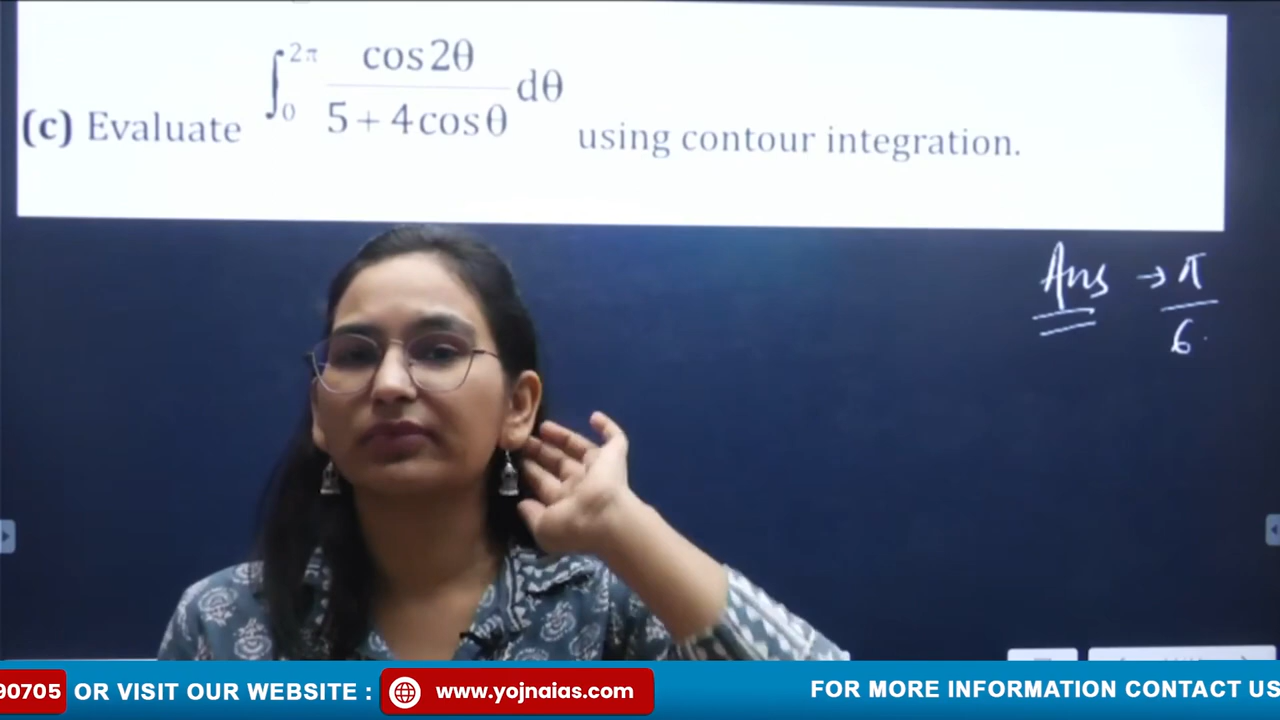 (c) Evaluate ∫₀^{2π} cos2θ / (5 + 4cosθ) dθ using contour integration.
Ans → π/6.
90705 OR VISIT OUR WEBSITE : www.yojnaias.com FOR MORE INFORMATION CONTACT US